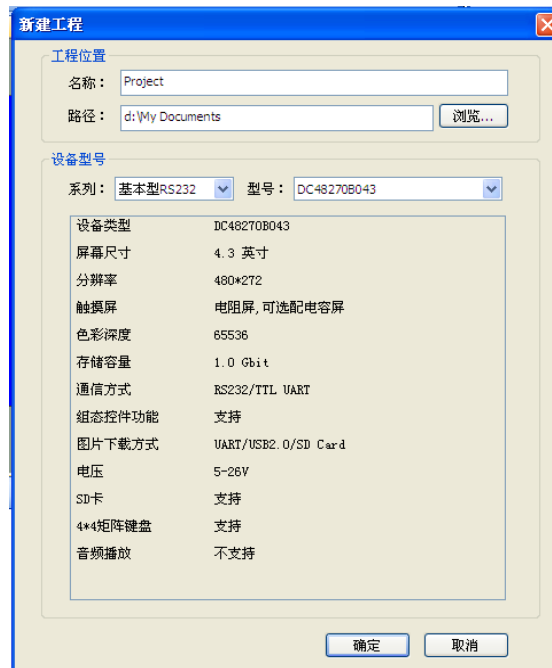 新建工程
工程位置
名称： Project
路径： d:\My Documents 浏览...
设备型号
系列： 基本型RS232 型号： DC48270B043
设备类型 DC48270B043
屏幕尺寸 4.3 英寸
分辨率 480*272
触摸屏 电阻屏,可选配电容屏
色彩深度 65536
存储容量 1.0 Gbit
通信方式 RS232/TTL UART
组态控件功能 支持
图片下载方式 UART/USB2.0/SD Card
电压 5-26V
SD卡 支持
4*4矩阵键盘 支持
音频播放 不支持
确定 取消